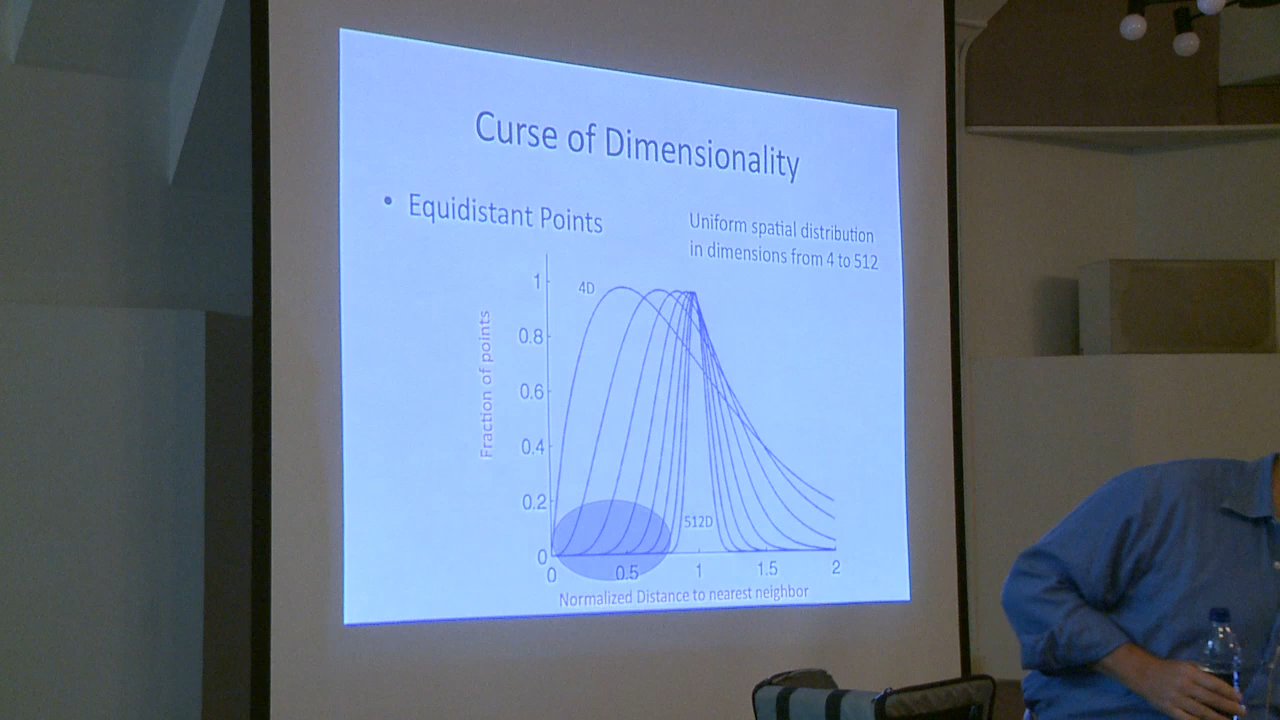 Curse of Dimensionality
• Equidistant Points
Uniform spatial distribution
in dimensions from 4 to 512
1
4D
0.8
0.6
0.4
0.2
0
Fraction of points
512D
0
0.5
1
1.5
2
Normalized Distance to nearest neighbor